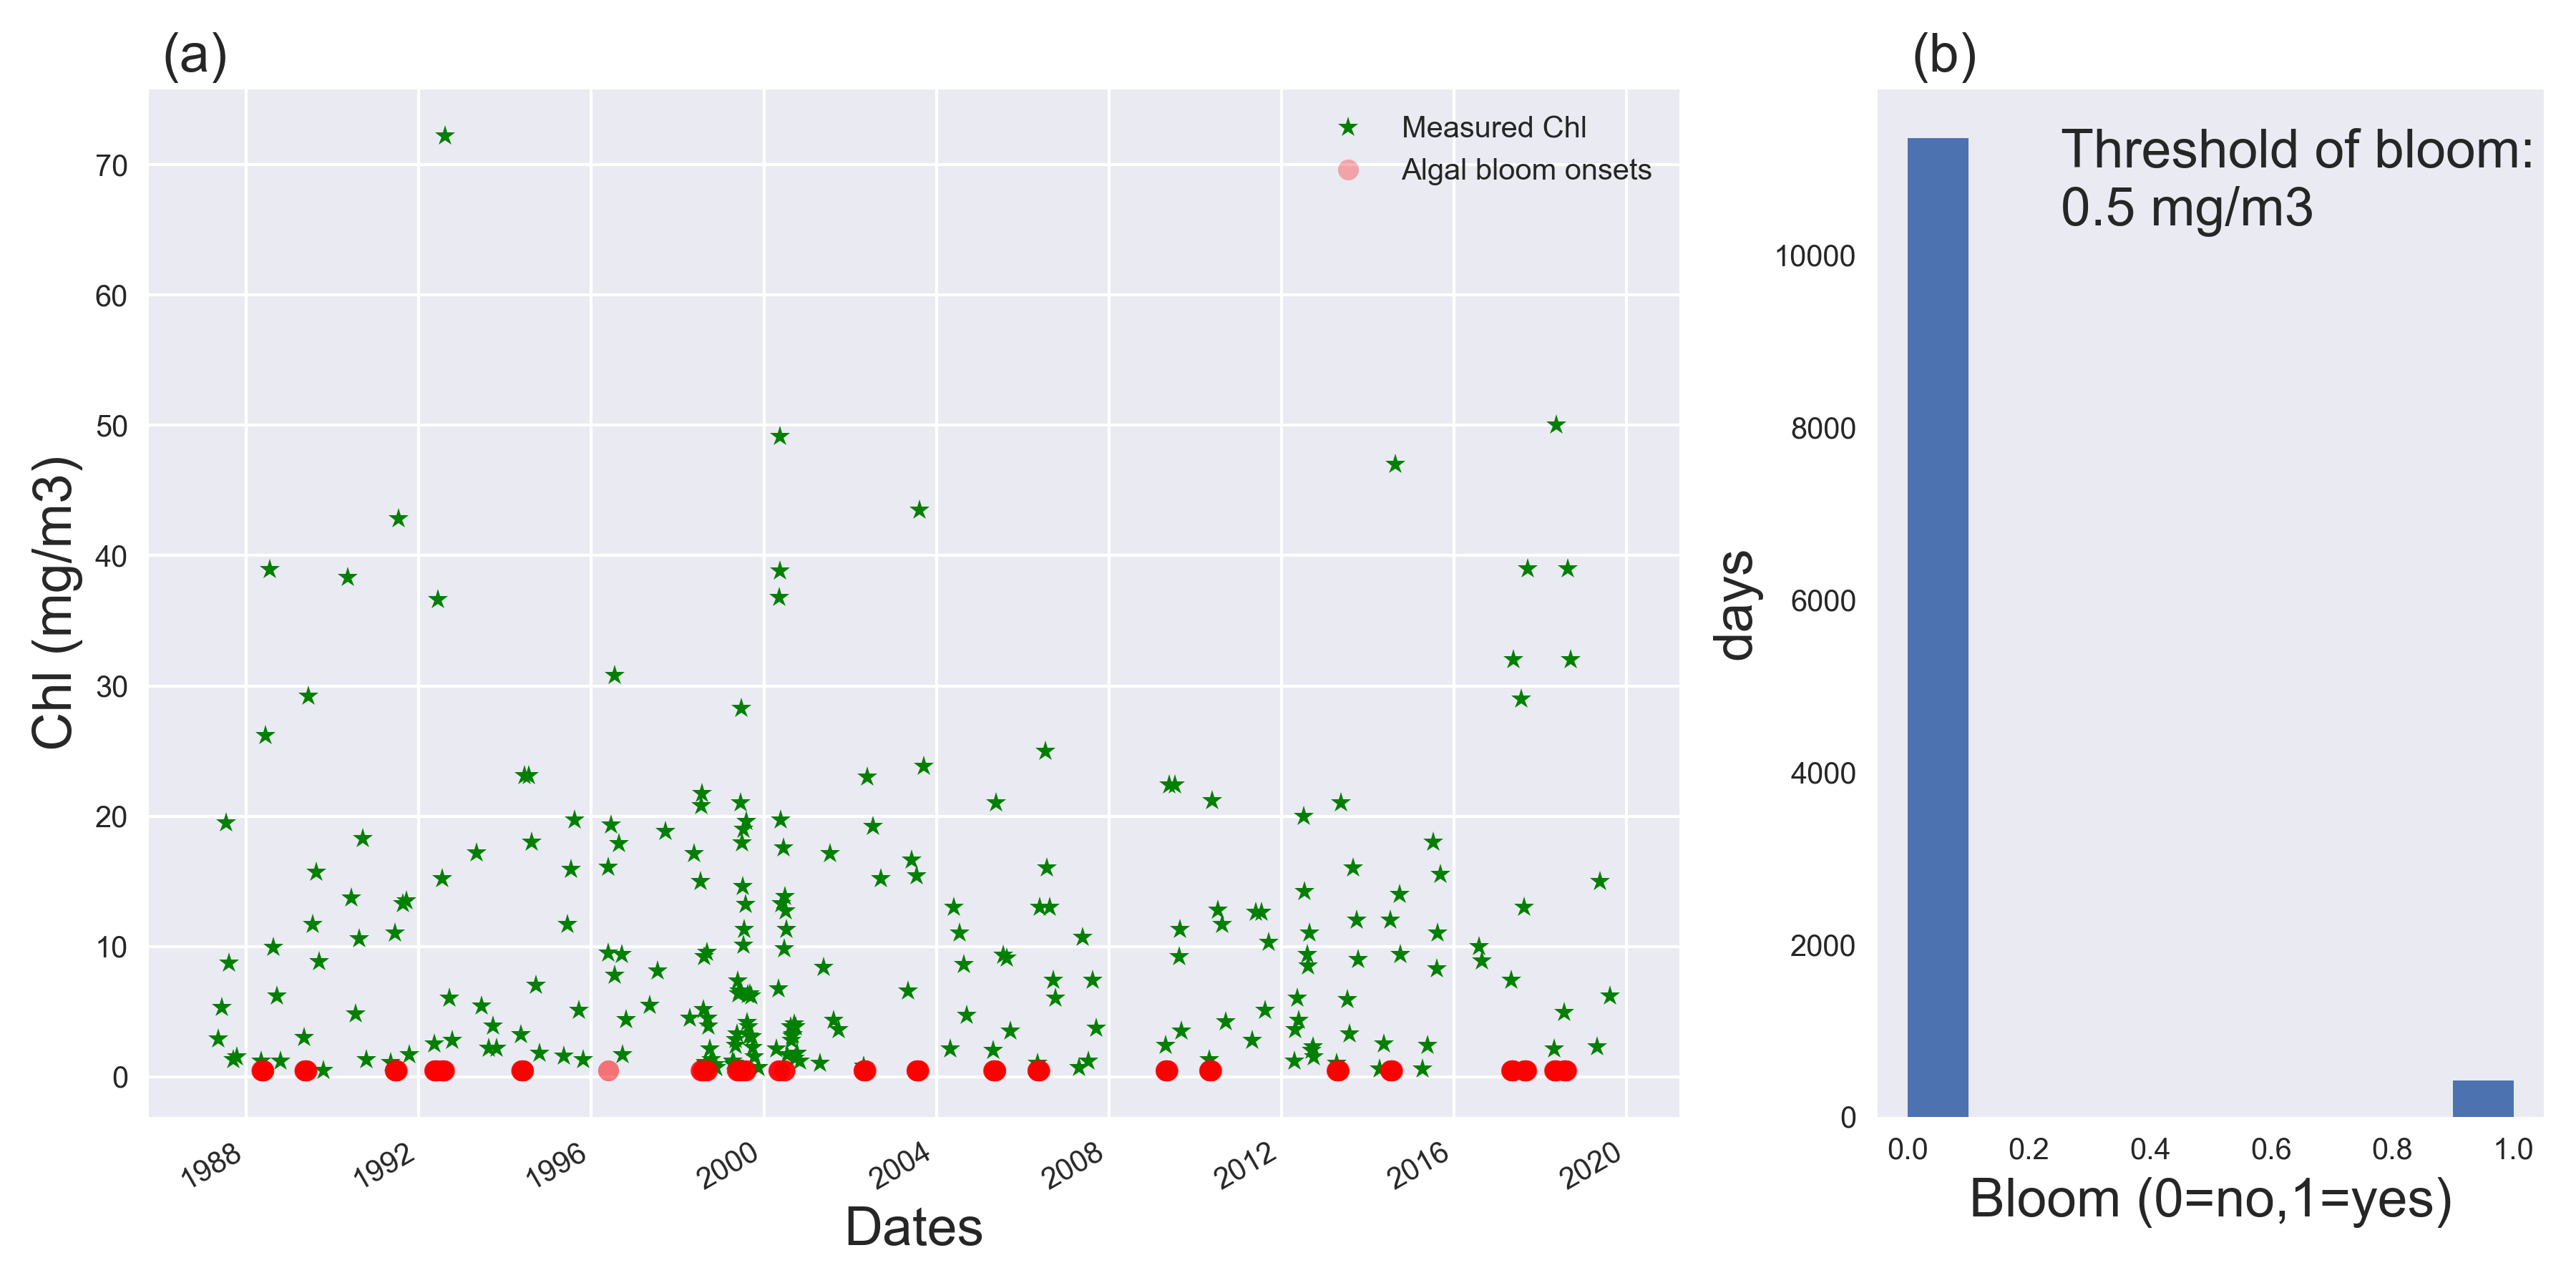 (a)
Measured Chl
Algal bloom onsets
70
60
50
40
30
20
10
0
Chl (mg/m3)
1988
1992
1996
2000
2004
2008
2012
2016
2020
Dates
(b)
Threshold of bloom:
0.5 mg/m3
10000
8000
6000
4000
2000
0
days
0.0
0.2
0.4
0.6
0.8
1.0
Bloom (0=no,1=yes)